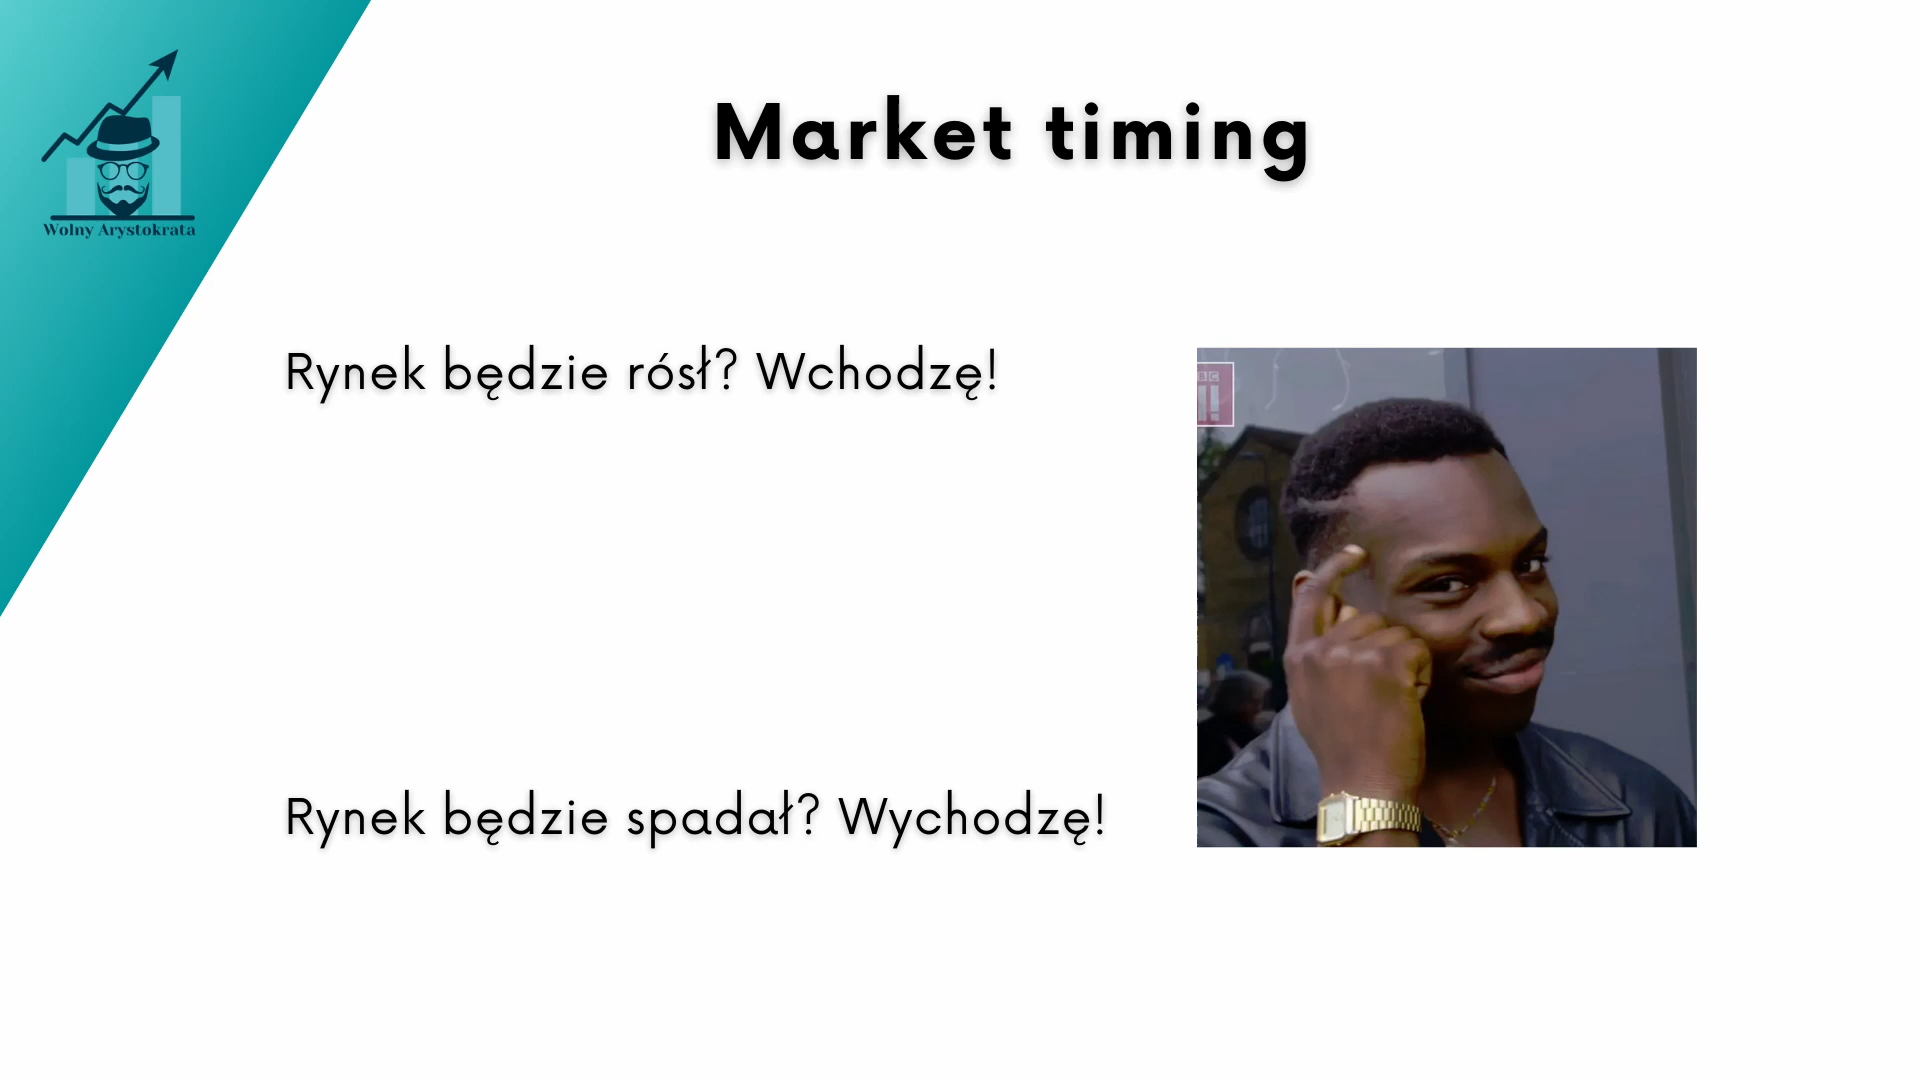 Wolny Arystokrata
Market timing
Rynek będzie rósł? Wchodzę!
Rynek będzie spadał? Wychodzę!